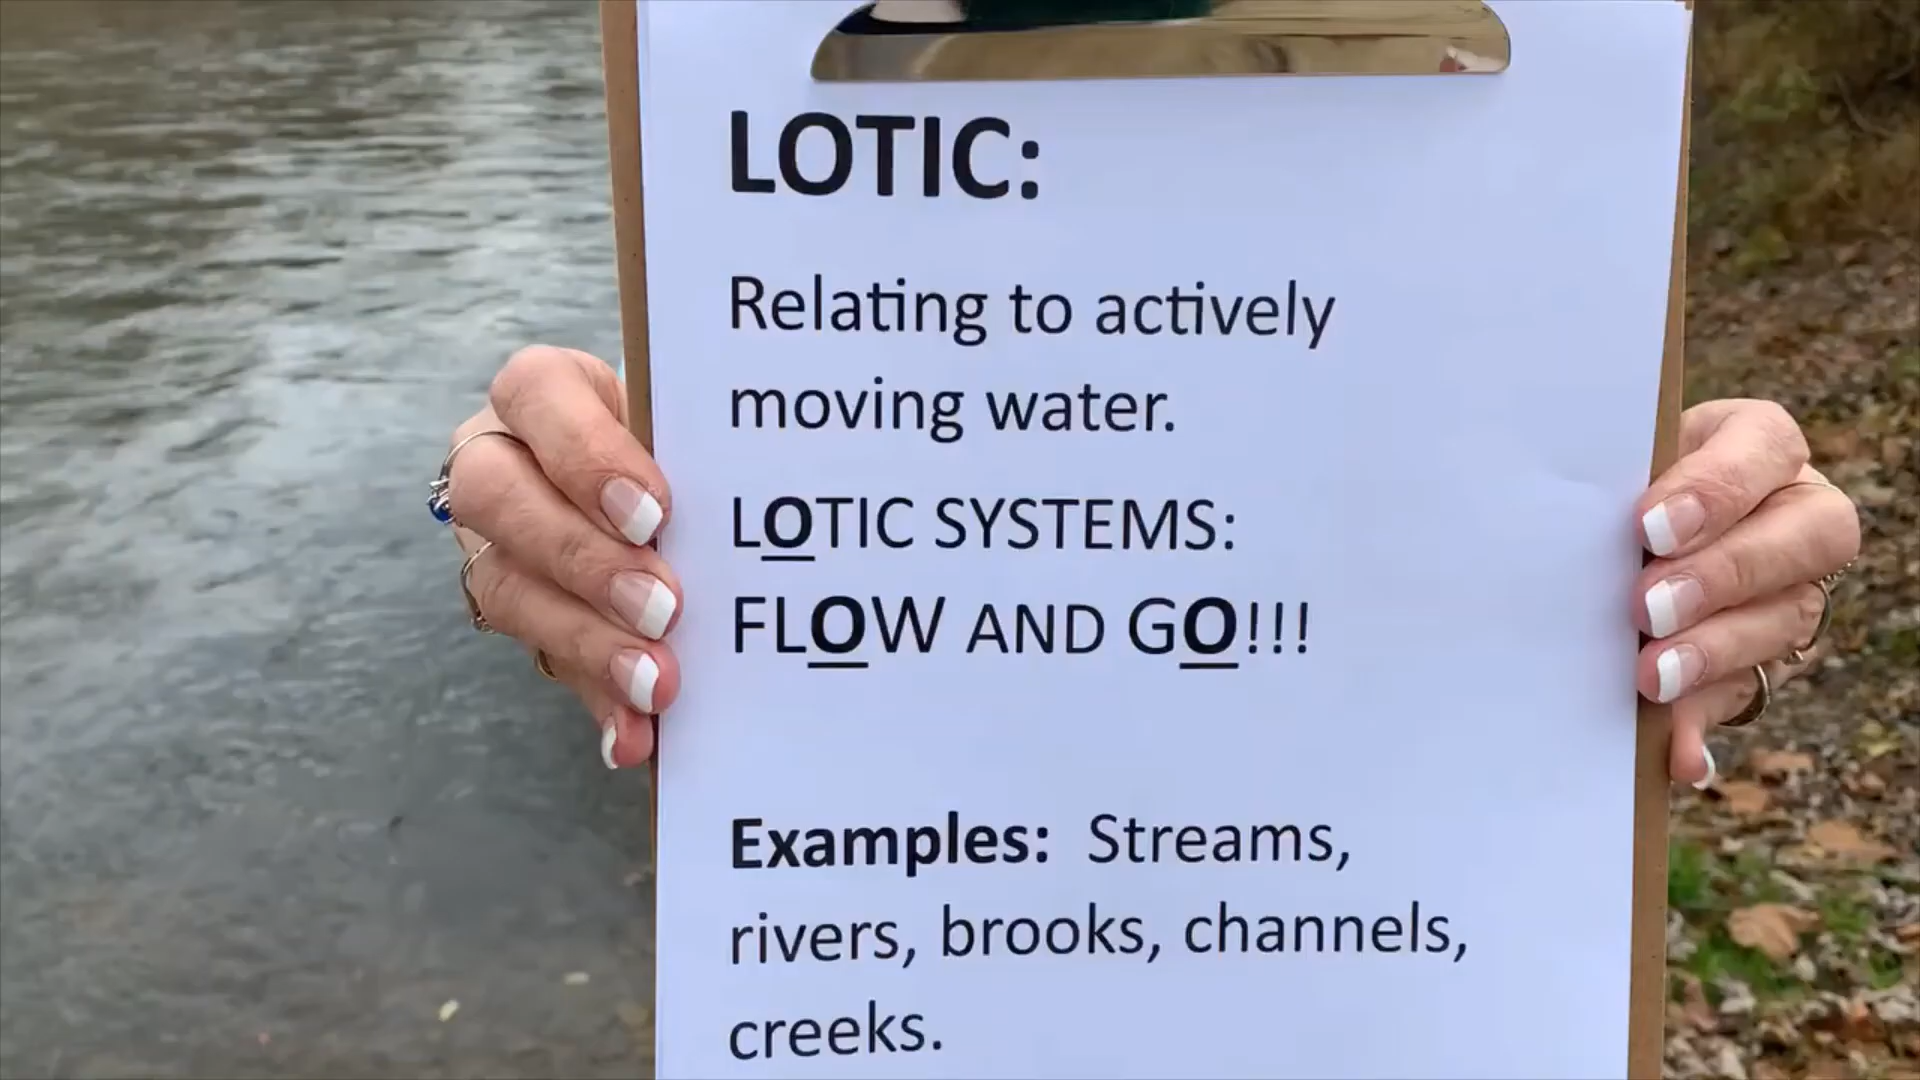 LOTIC:
Relating to actively
moving water.
LOTIC SYSTEMS:
FLOW AND GO!!!
Examples: Streams,
rivers, brooks, channels,
creeks.